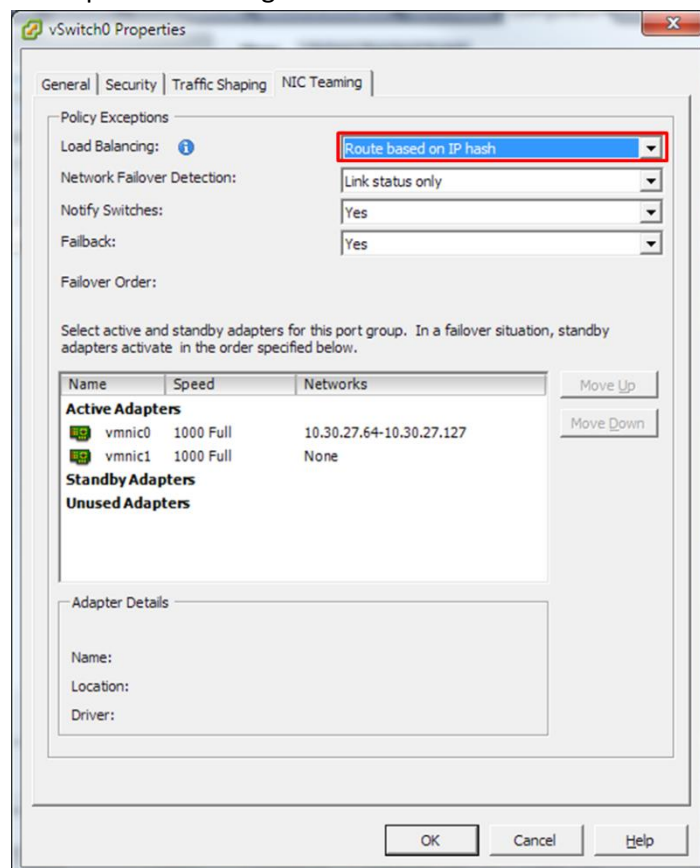 vSwitch0 Properties
General Security Traffic Shaping NIC Teaming
Policy Exceptions
Load Balancing: Route based on IP hash
Network Failover Detection: Link status only
Notify Switches: Yes
Failback: Yes
Failover Order:
Select active and standby adapters for this port group. In a failover situation, standby
adapters activate in the order specified below.
Name Speed Networks Move Up
Active Adapters Move Down
vmnic0 1000 Full 10.30.27.64-10.30.27.127
vmnic1 1000 Full None
Standby Adapters
Unused Adapters
Adapter Details
Name:
Location:
Driver:
OK Cancel Help